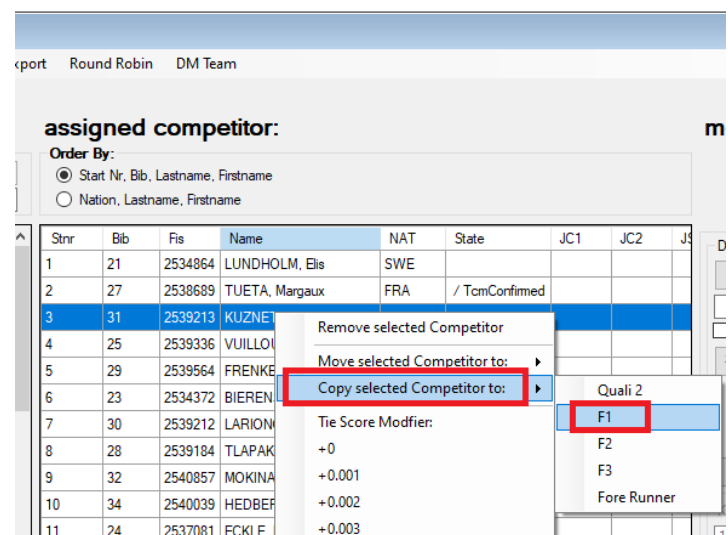 Round Robin DM Team
assigned competitor:
Order By:
Start Nr, Bib, Lastname, Firstname
Nation, Lastname, Firstname
Stnr Bib Fis Name NAT State JC1 JC2
1 21 2534864 LUNDHOLM, Elis SWE
2 27 2538689 TUETA, Margaux FRA / TcmConfirmed
3 31 2539213 KUZNET
4 25 2539336 VUILLOU
5 29 2539564 FRENKE
6 23 2534372 BIEREN
7 30 2539212 LARION
8 28 2539184 TLAPAK
9 32 2540857 MOKINA
10 34 2540039 HEDBER
11 24 2537081 ECKLE
Remove selected Competitor
Move selected Competitor to:
Copy selected Competitor to:
Tie Score Modfier:
+0
+0.001
+0.002
+0.003
Quali 2
F1
F2
F3
Fore Runner